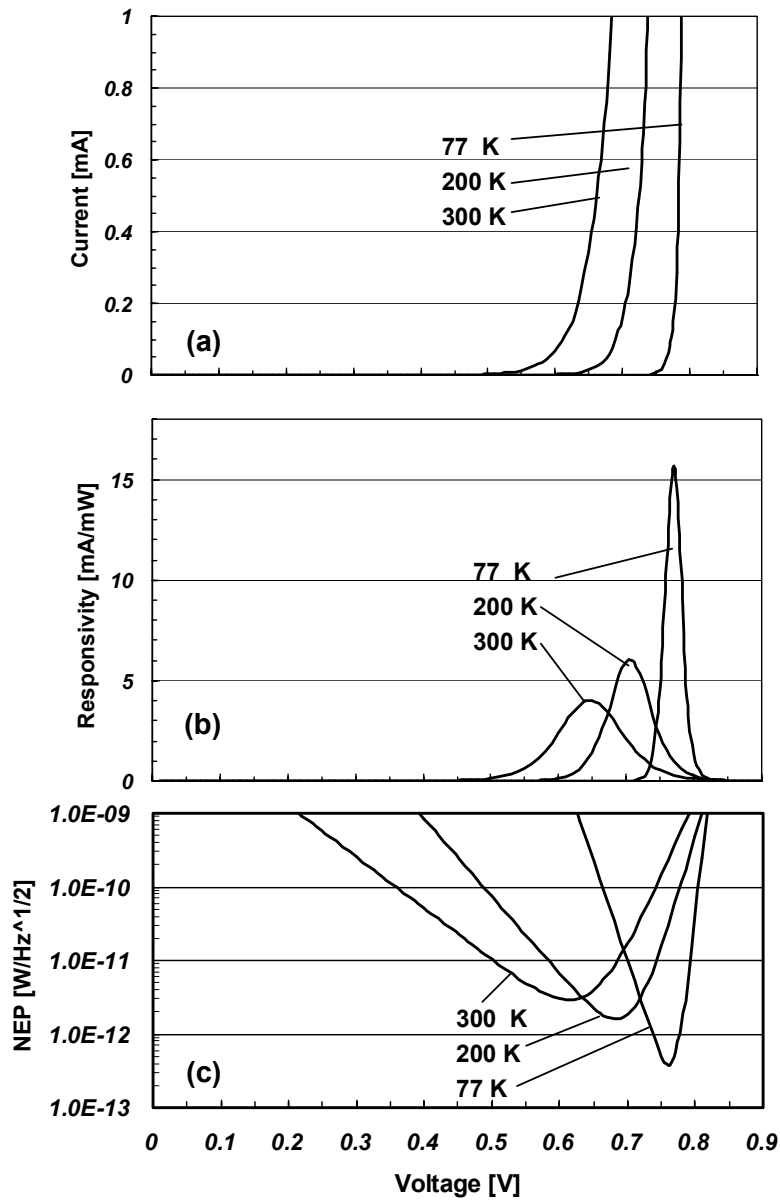 1
0.8
0.6
0.4
0.2
0
Current [mA]
77 K
200 K
300 K
(a)
15
10
5
0
Responsivity [mA/mW]
77 K
200 K
300 K
(b)
1.0E-09
1.0E-10
1.0E-11
1.0E-12
1.0E-13
NEP [W/Hz^1/2]
300 K
200 K
77 K
(c)
0 0.1 0.2 0.3 0.4 0.5 0.6 0.7 0.8 0.9
Voltage [V]